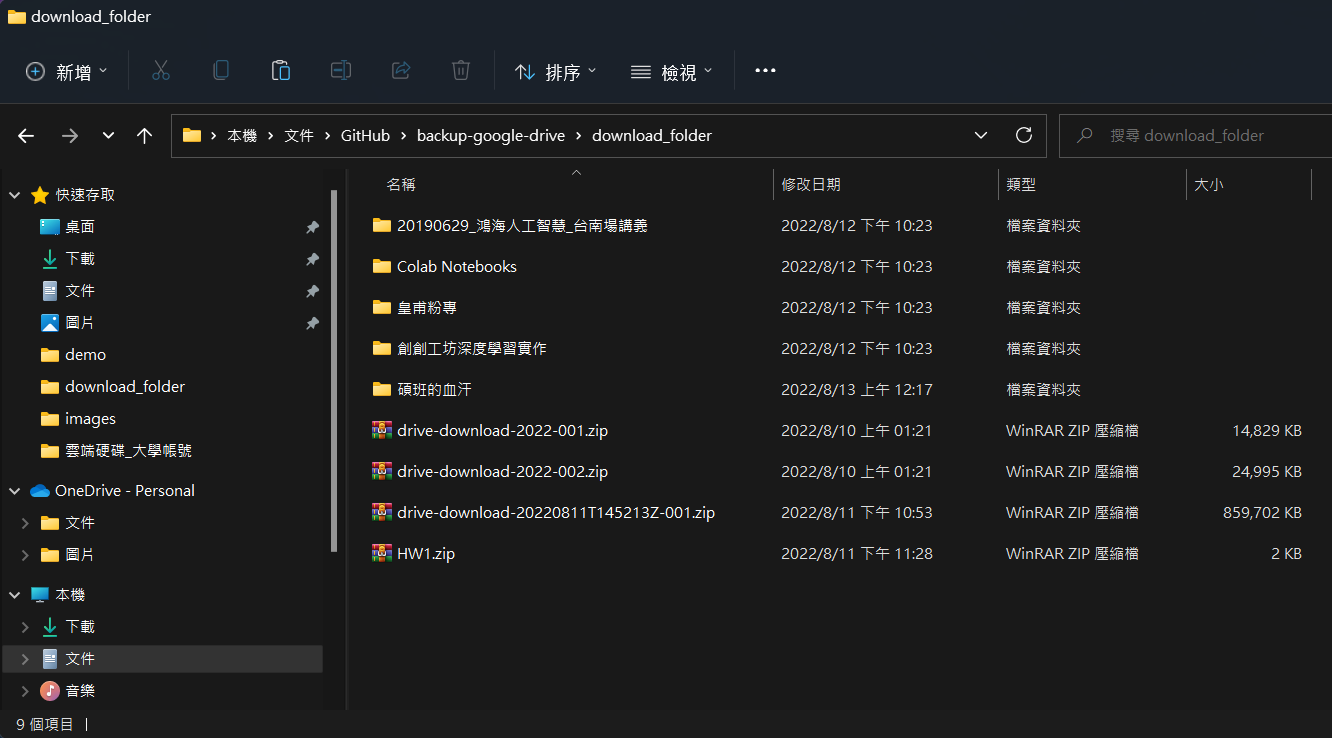 download_folder
新增 排序 檢視
本機 文件 GitHub backup-google-drive download_folder 搜尋 download_folder
快速存取
桌面
下載
文件
圖片
demo
download_folder
images
雲端硬碟_大學帳號
OneDrive - Personal
文件
圖片
本機
下載
文件
音樂
名稱 修改日期 類型 大小
20190629_鴻海人工智慧_台南場講義 2022/8/12 下午 10:23 檔案資料夾
Colab Notebooks 2022/8/12 下午 10:23 檔案資料夾
皇甫粉專 2022/8/12 下午 10:23 檔案資料夾
創創工坊深度學習實作 2022/8/12 下午 10:23 檔案資料夾
碩班的血汗 2022/8/13 上午 12:17 檔案資料夾
drive-download-2022-001.zip 2022/8/10 上午 01:21 WinRAR ZIP 壓縮檔 14,829 KB
drive-download-2022-002.zip 2022/8/10 上午 01:21 WinRAR ZIP 壓縮檔 24,995 KB
drive-download-20220811T145213Z-001.zip 2022/8/11 下午 10:53 WinRAR ZIP 壓縮檔 859,702 KB
HW1.zip 2022/8/11 下午 11:28 WinRAR ZIP 壓縮檔 2 KB
9 個項目